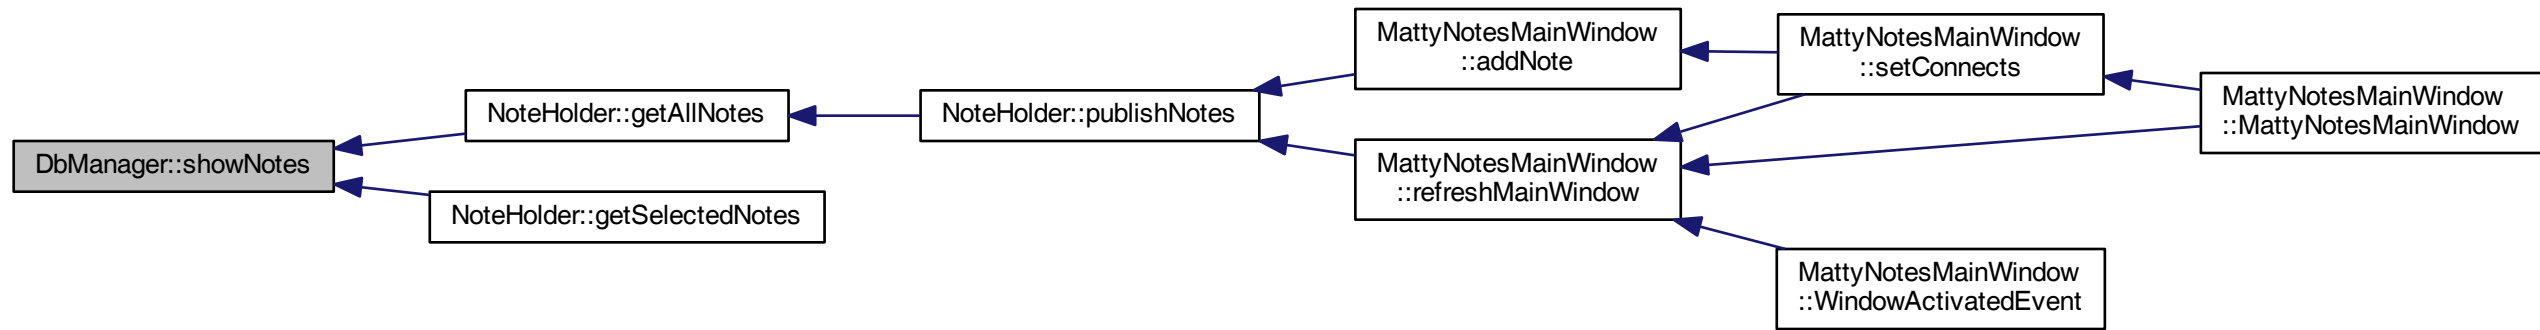 DbManager::showNotes
NoteHolder::getAllNotes
NoteHolder::getSelectedNotes
NoteHolder::publishNotes
MattyNotesMainWindow
::addNote
MattyNotesMainWindow
::refreshMainWindow
MattyNotesMainWindow
::setConnects
MattyNotesMainWindow
::WindowActivatedEvent
MattyNotesMainWindow
::MattyNotesMainWindow